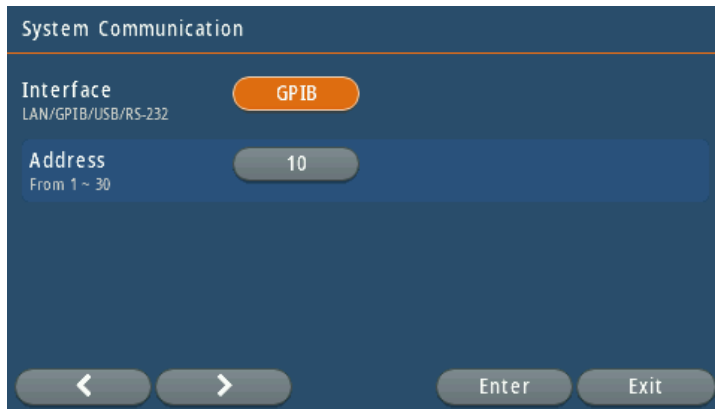 System Communication
Interface
GPIB
LAN/GPIB/USB/RS-232
Address
10
From 1 ~ 30
Enter
Exit